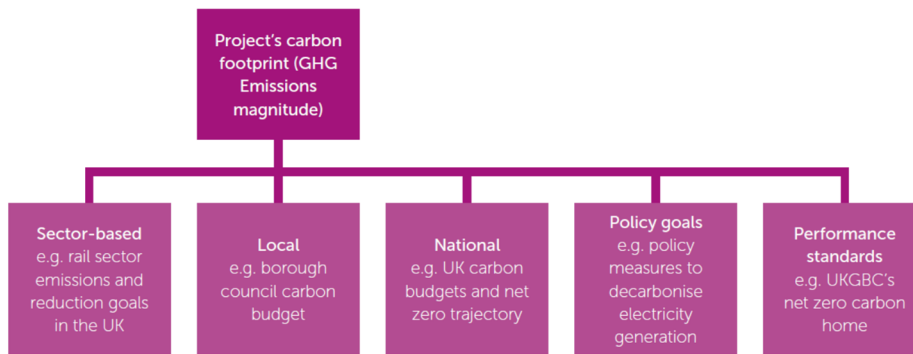 Project's carbon
footprint (GHG
Emissions
magnitude)
Sector-based
e.g. rail sector
emissions and
reduction goals
in the UK
Local
e.g. borough
council carbon
budget
National
e.g. UK carbon
budgets and net
zero trajectory
Policy goals
e.g. policy
measures to
decarbonise
electricity
generation
Performance
standards
e.g. UKGBC's
net zero carbon
home